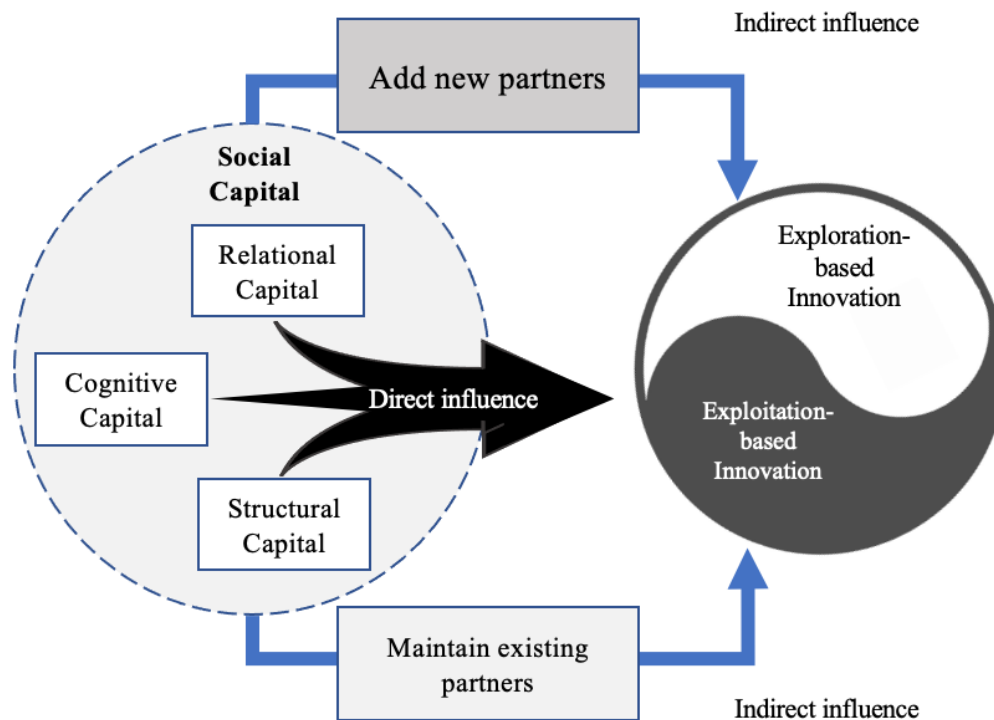 Indirect influence
Add new partners
Social
Capital
Relational
Capital
Cognitive
Capital
Structural
Capital
Direct influence
Exploration-
based
Innovation
Exploitation-
based
Innovation
Maintain existing
partners
Indirect influence